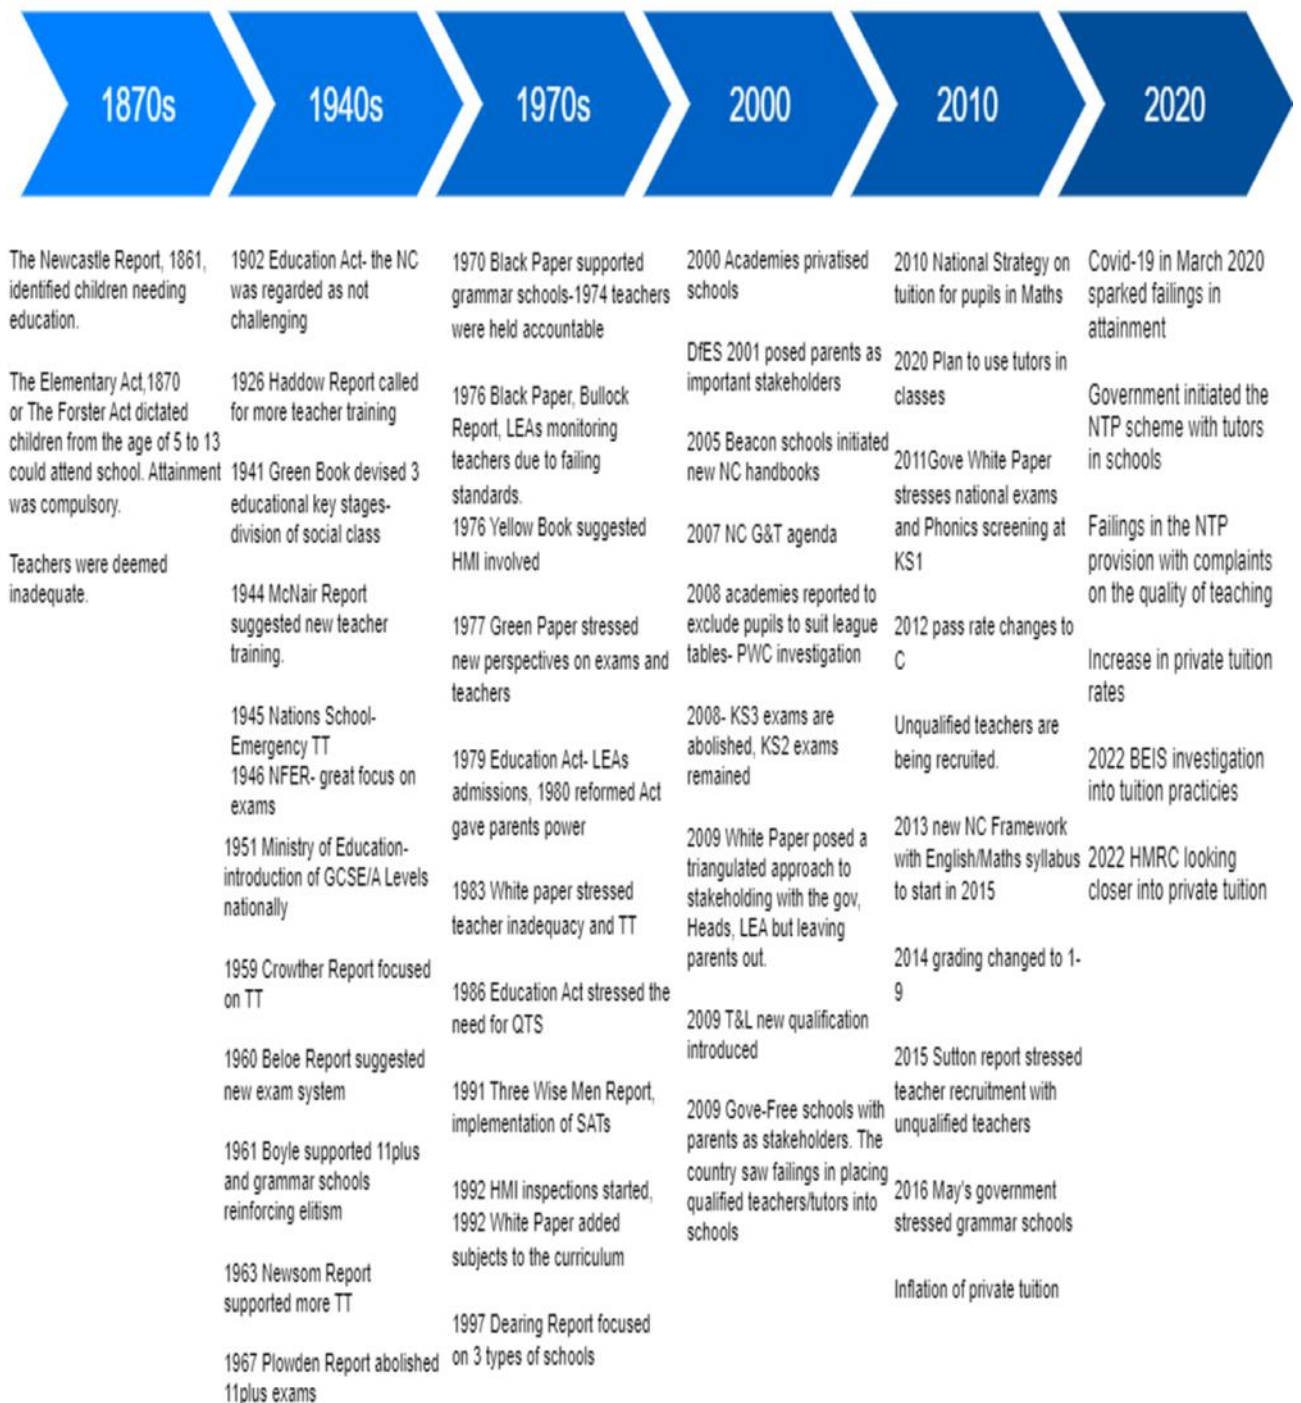 1870s
1940s
1970s
2000
2010
2020
The Newcastle Report, 1861,
identified children needing
education.
The Elementary Act,1870
or The Forster Act dictated
children from the age of 5 to 13
could attend school. Attainment
was compulsory.
Teachers were deemed
inadequate.
1902 Education Act- the NC
was regarded as not
challenging
1926 Haddow Report called
for more teacher training
1941 Green Book devised 3
educational key stages-
division of social class
1944 McNair Report
suggested new teacher
training.
1945 Nations School-
Emergency TT
1946 NFER- great focus on
exams
1951 Ministry of Education-
introduction of GCSE/A Levels
nationally
1959 Crowther Report focused
on TT
1960 Beloe Report suggested
new exam system
1961 Boyle supported 11plus
and grammar schools
reinforcing elitism
1963 Newsom Report
supported more TT
1967 Plowden Report abolished
11plus exams
1970 Black Paper supported
grammar schools-1974 teachers
were held accountable
1976 Black Paper, Bullock
Report, LEAs monitoring
teachers due to failing
standards.
1976 Yellow Book suggested
HMI involved
1977 Green Paper stressed
new perspectives on exams and
teachers
1979 Education Act- LEAs
admissions, 1980 reformed Act
gave parents power
1983 White paper stressed
teacher inadequacy and TT
1986 Education Act stressed the
need for QTS
1991 Three Wise Men Report,
implementation of SATs
1992 HMI inspections started,
1992 White Paper added
subjects to the curriculum
1997 Dearing Report focused
on 3 types of schools
2000 Academies privatised
schools
DfES 2001 posed parents as
important stakeholders
2005 Beacon schools initiated
new NC handbooks
2007 NC G&T agenda
2008 academies reported to
exclude pupils to suit league
tables- PWC investigation
2008- KS3 exams are
abolished, KS2 exams
remained
2009 White Paper posed a
triangulated approach to
stakeholding with the gov,
Heads, LEA but leaving
parents out.
2009 T&L new qualification
introduced
2009 Gove-Free schools with
parents as stakeholders. The
country saw failings in placing
qualified teachers/tutors into
schools
2010 National Strategy on
tuition for pupils in Maths
2020 Plan to use tutors in
classes
2011Gove White Paper
stresses national exams
and Phonics screening at
KS1
2012 pass rate changes to
C
Unqualified teachers are
being recruited.
2013 new NC Framework
with English/Maths syllabus
to start in 2015
2014 grading changed to 1-
9
2015 Sutton report stressed
teacher recruitment with
unqualified teachers
2016 May's government
stressed grammar schools
Inflation of private tuition
Covid-19 in March 2020
sparked failings in
attainment
Government initiated the
NTP scheme with tutors
in schools
Failings in the NTP
provision with complaints
on the quality of teaching
Increase in private tuition
rates
2022 BEIS investigation
into tuition practicies
2022 HMRC looking
closer into private tuition